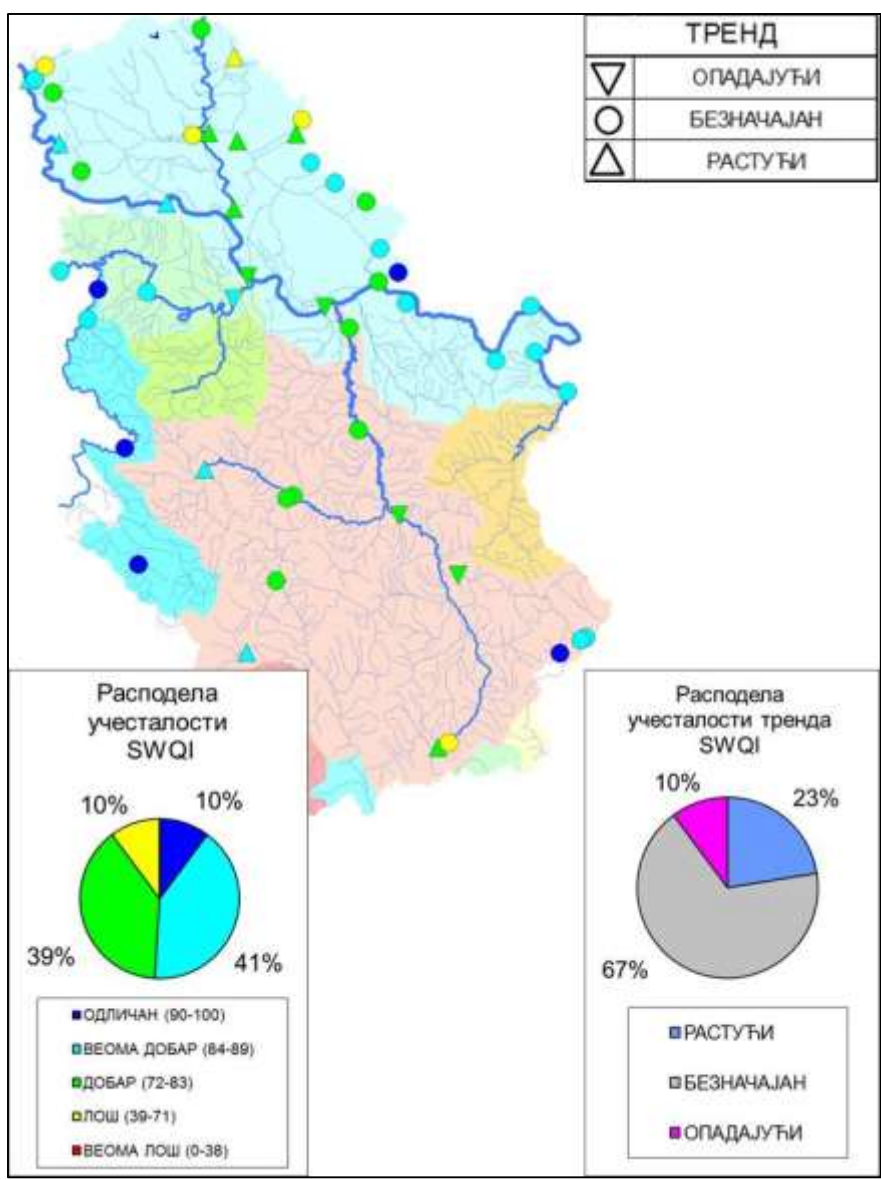 ТРЕНД
ОПАДАЈУЋИ
БЕЗНАЧАЈАН
РАСТУЋИ
Расподела
учесталости
SWQI
10%
10%
39%
41%
ОДЛИЧАН (90-100)
ВЕОМА ДОБАР (84-89)
ДОБАР (72-83)
ЛОШ (39-71)
ВЕОМА ЛОШ (0-38)
Расподела
учесталости тренда
SWQI
10%
23%
67%
РАСТУЋИ
БЕЗНАЧАЈАН
ОПАДАЈУЋИ